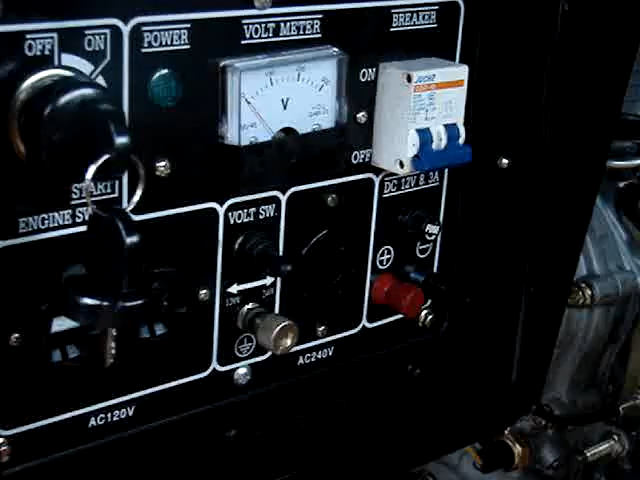 OFF ON
POWER
VOLT METER
BREAKER
ON
OFF
V
START
ENGINE SW
VOLT SW.
120V 240V
DC 12V 8.3A
FUSE
AC120V
AC240V